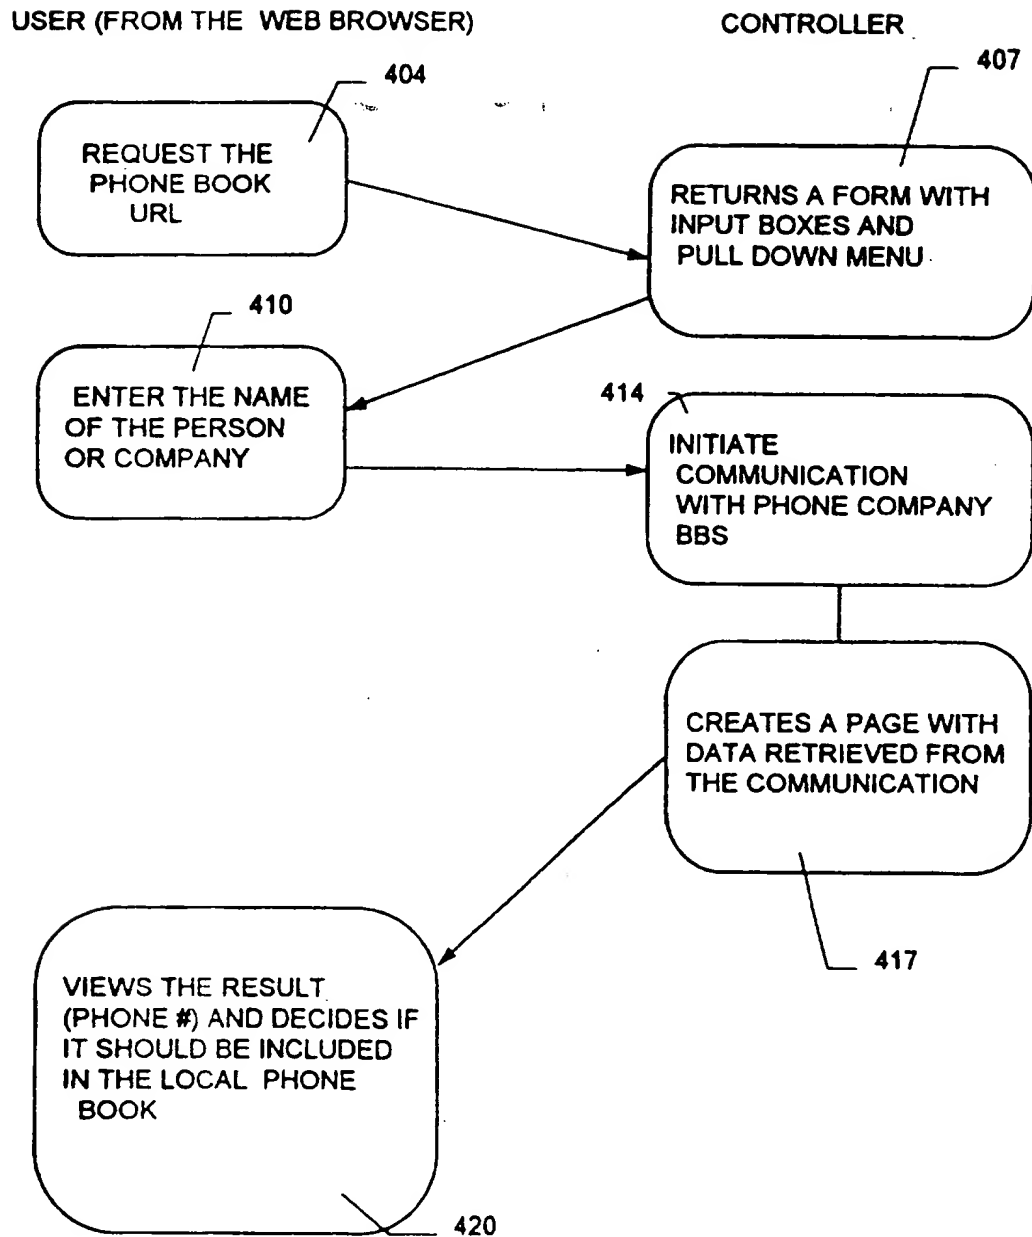 USER (FROM THE WEB BROWSER)
CONTROLLER
404
407
REQUEST THE
PHONE BOOK
URL
RETURNS A FORM WITH
INPUT BOXES AND
PULL DOWN MENU
410
ENTER THE NAME
OF THE PERSON
OR COMPANY
414
INITIATE
COMMUNICATION
WITH PHONE COMPANY
BBS
CREATES A PAGE WITH
DATA RETRIEVED FROM
THE COMMUNICATION
417
VIEWS THE RESULT
(PHONE #) AND DECIDES IF
IT SHOULD BE INCLUDED
IN THE LOCAL PHONE
BOOK
420